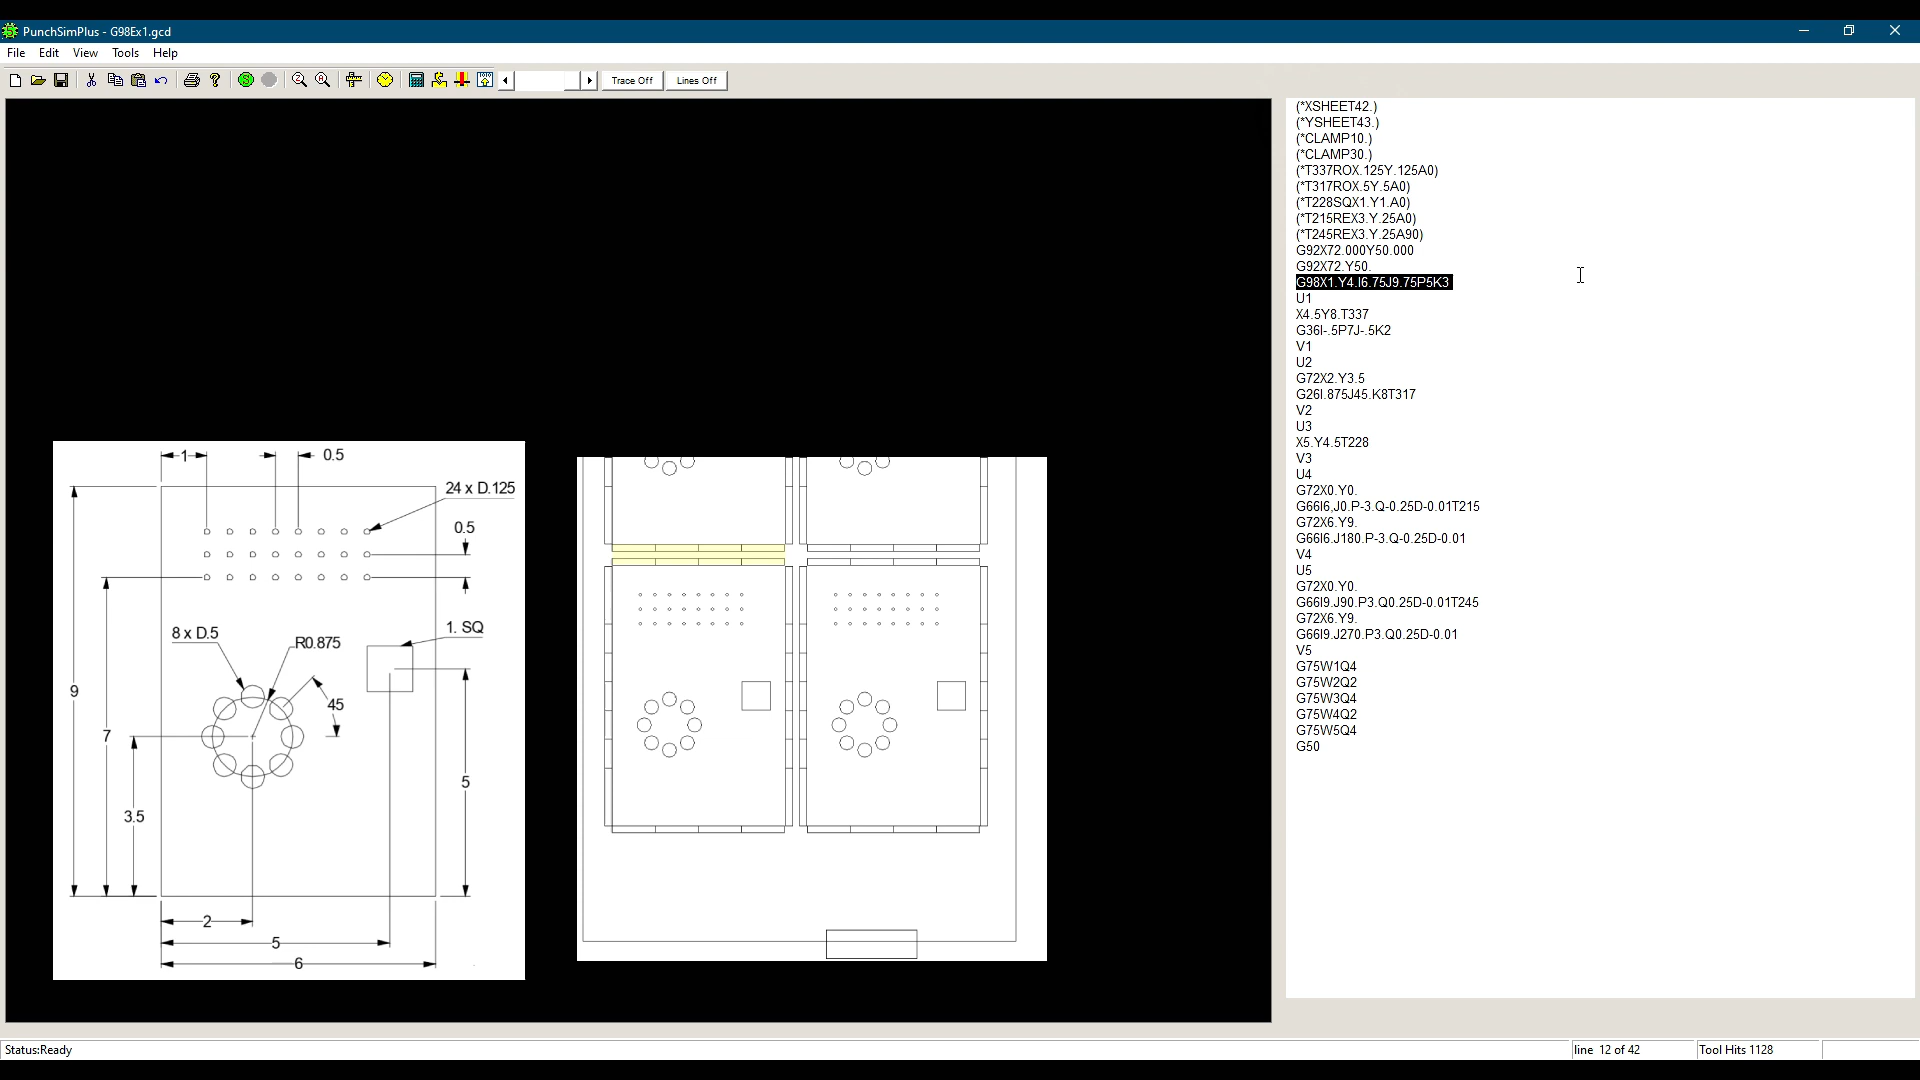 PunchSimPlus - G98Ex1.gcd
File Edit View Tools Help
Trace Off Lines Off
1 0.5
24 x D.125
0.5
8 x D.5
R0.875
1. SQ
45
9
7
3.5
5
2
5
6
(*XSHEET42.)
(*YSHEET43.)
(*CLAMP10.)
(*CLAMP30.)
(*T337ROX.125Y.125A0)
(*T317ROX.5Y.5A0)
(*T228SQX1.Y1.A0)
(*T215REX3.Y.25A0)
(*T245REX3.Y.25A90)
G92X72.000Y50.000
G92X72.Y50.
G98X1.Y4.I6.75J9.75P5K3
U1
X4.5Y8.T337
G36I-.5P7J-.5K2
V1
U2
G72X2.Y3.5
G26I.875J45.K8T317
V2
U3
X5.Y4.5T228
V3
U4
G72X0.Y0.
G66I6,J0.P-3.Q-0.25D-0.01T215
G72X6.Y9.
G66I6.J180.P-3.Q-0.25D-0.01
V4
U5
G72X0.Y0.
G66I9.J90.P3.Q0.25D-0.01T245
G72X6.Y9.
G66I9.J270.P3.Q0.25D-0.01
V5
G75W1Q4
G75W2Q2
G75W3Q4
G75W4Q2
G75W5Q4
G50
Status:Ready
line 12 of 42
Tool Hits 1128